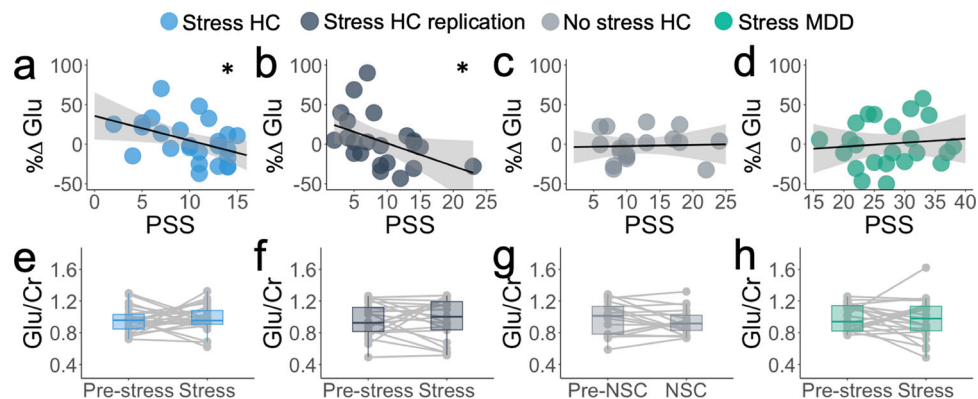 Stress HC Stress HC replication No stress HC Stress MDD
a b c d
* *
%Δ Glu %Δ Glu %Δ Glu %Δ Glu
100 100 100 100
50 50 50 50
0 0 0 0
-50 -50 -50 -50
0 5 10 15 5 10 15 20 25 5 10 15 20 25 15 20 25 30 35 40
PSS PSS PSS PSS
e f g h
Glu/Cr Glu/Cr Glu/Cr Glu/Cr
1.6 1.6 1.6 1.6
1.2 1.2 1.2 1.2
0.8 0.8 0.8 0.8
0.4 0.4 0.4 0.4
Pre-stress Stress Pre-stress Stress Pre-NSC NSC Pre-stress Stress